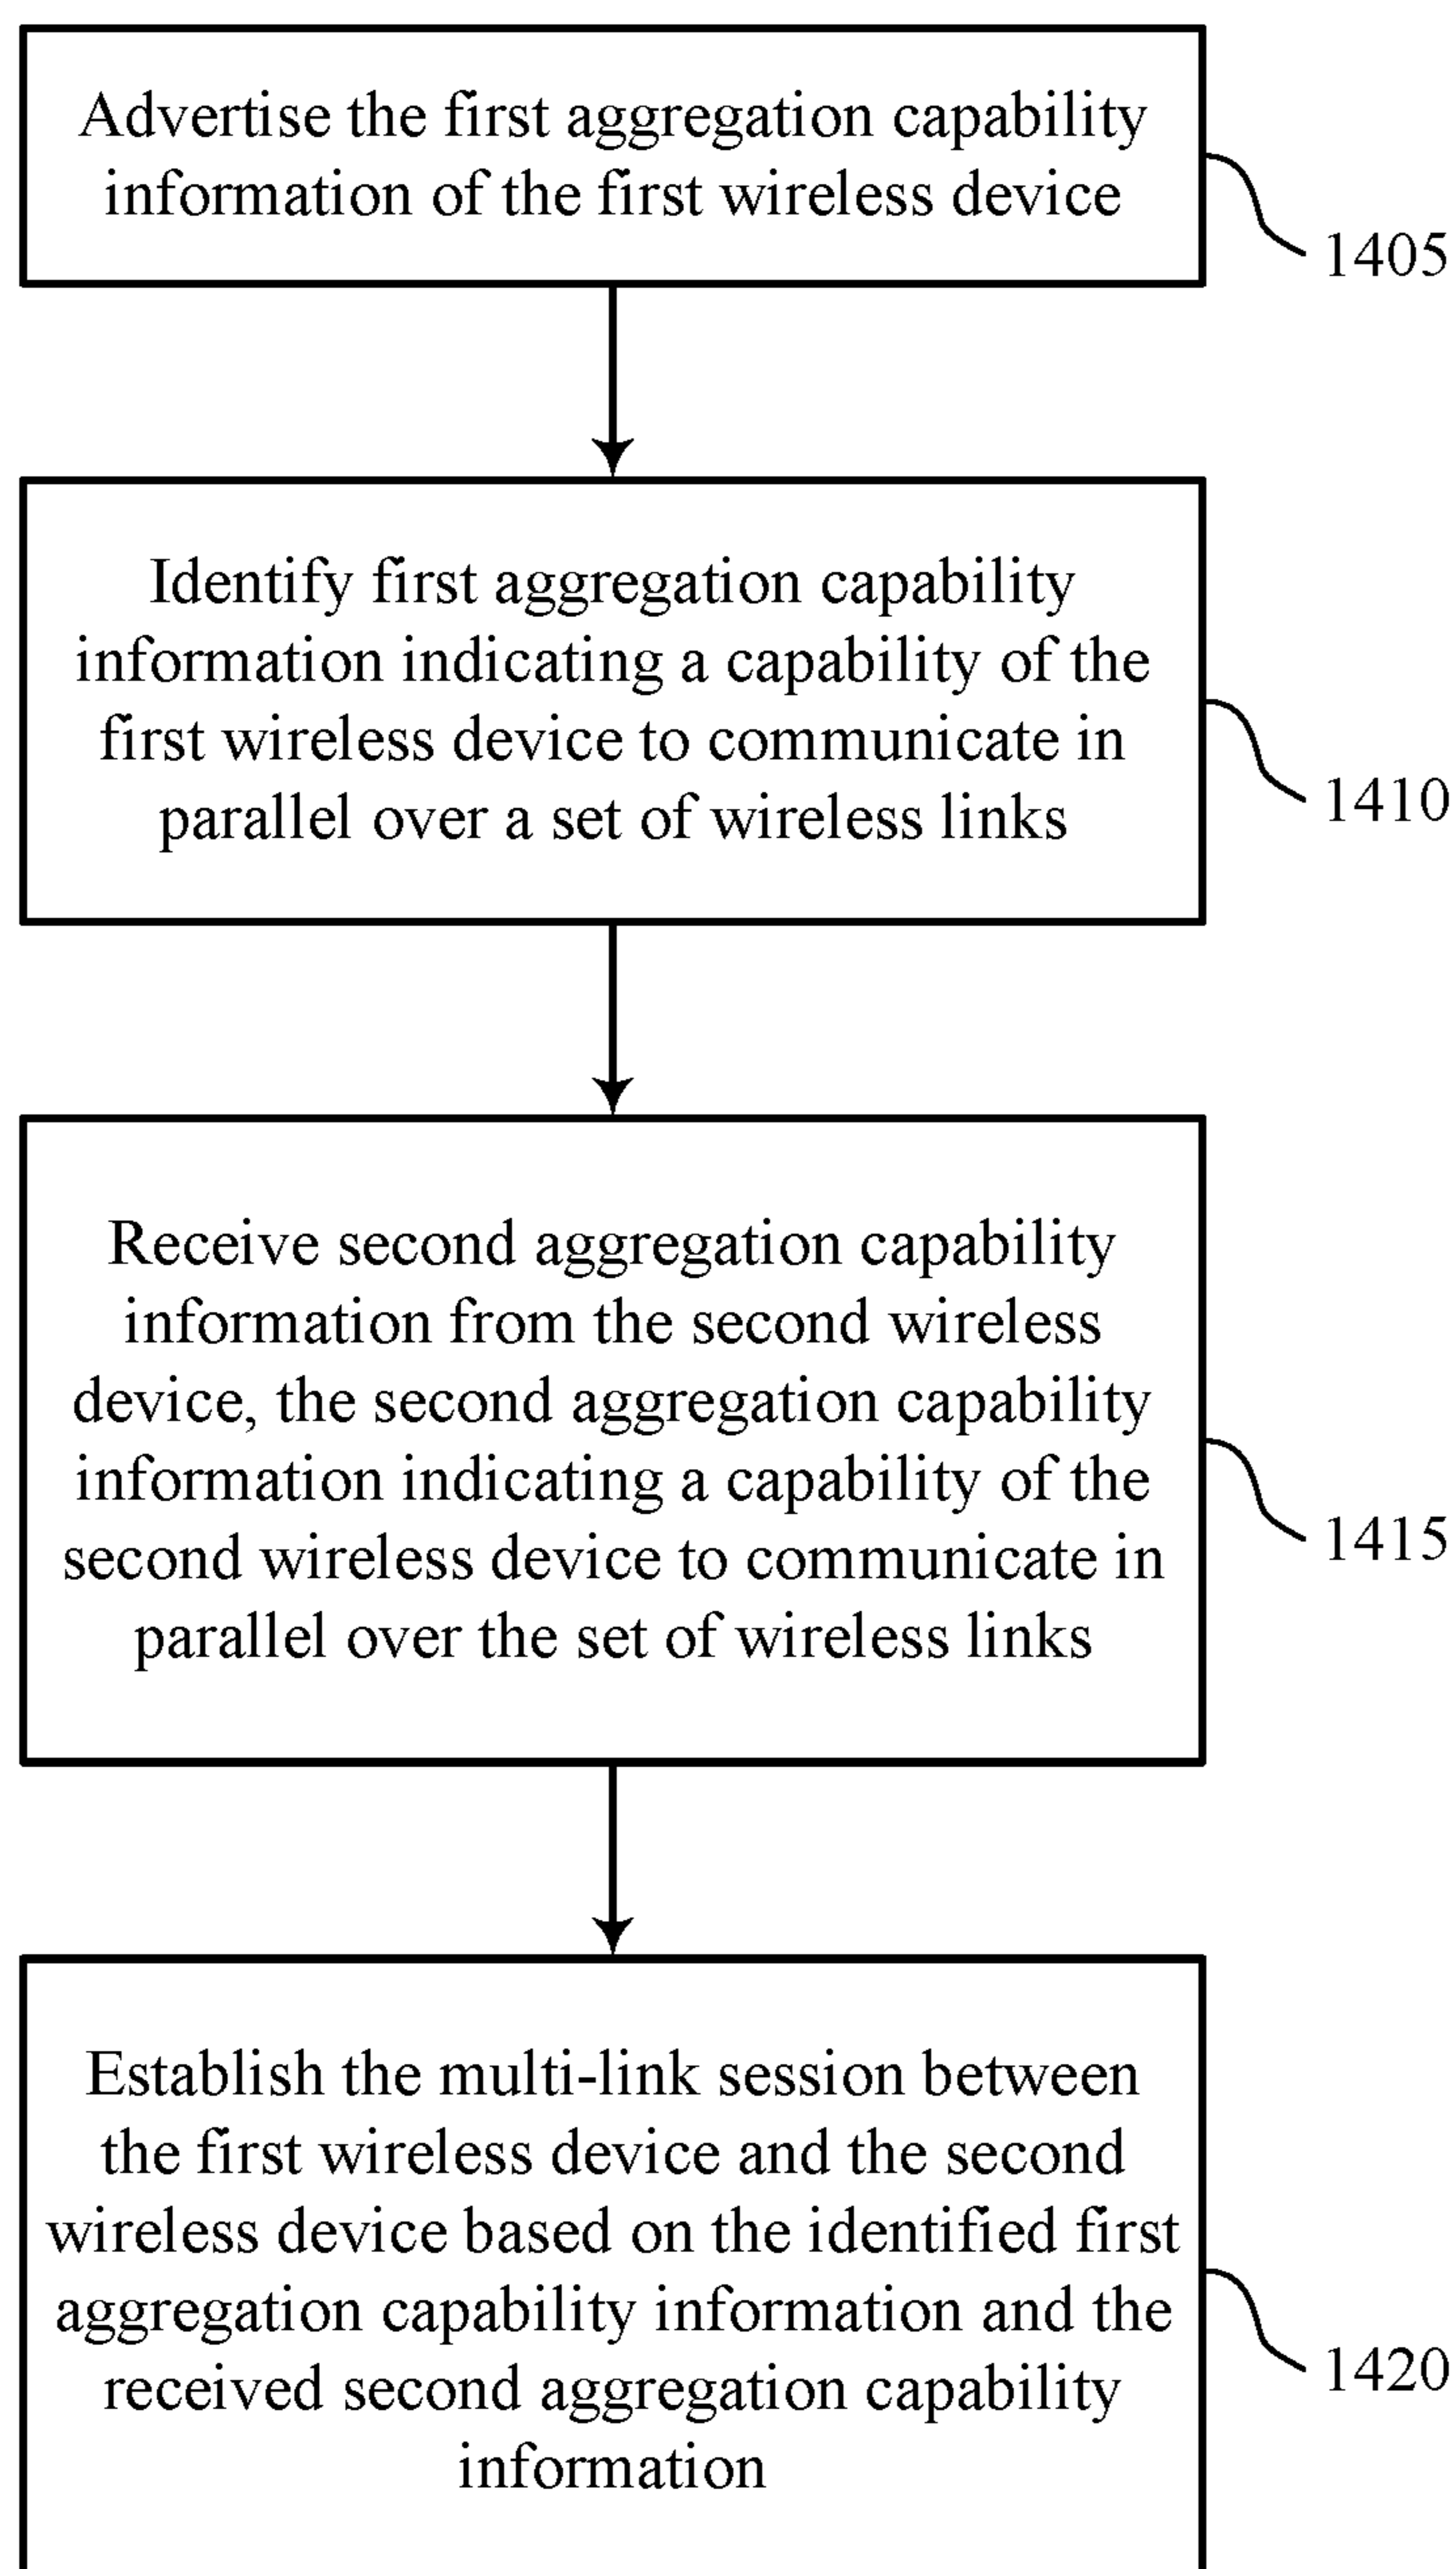 Advertise the first aggregation capability
information of the first wireless device
1405
Identify first aggregation capability
information indicating a capability of the
first wireless device to communicate in
parallel over a set of wireless links
1410
Receive second aggregation capability
information from the second wireless
device, the second aggregation capability
information indicating a capability of the
second wireless device to communicate in
parallel over the set of wireless links
1415
Establish the multi-link session between
the first wireless device and the second
wireless device based on the identified first
aggregation capability information and the
received second aggregation capability
information
1420